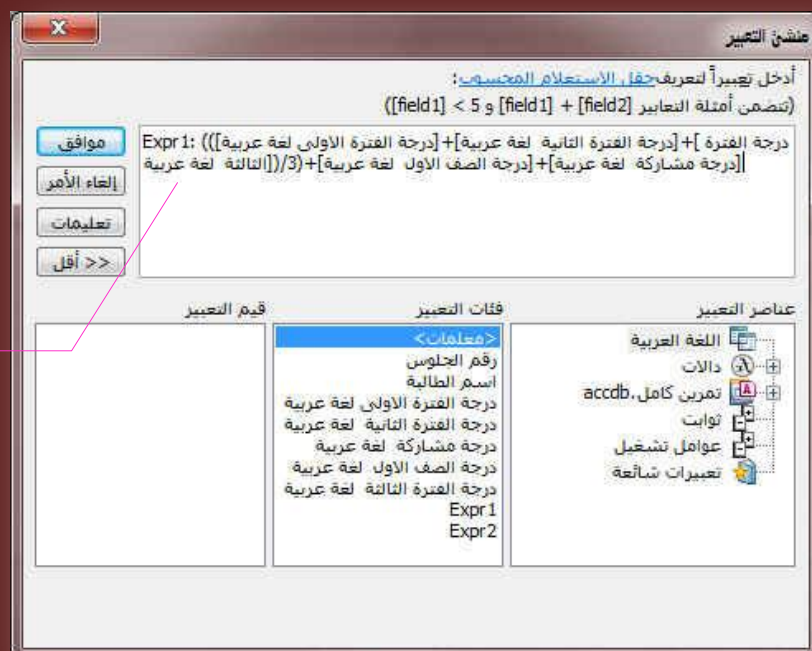 منشئ التعبير
أدخل تعبيراً لتعريف حقل الاستعلام المحسوب:
(تتضمن أمثلة التعابير [field1] + [field2] و [field1] < 5)
Expr1: (([درجة الفترة الاولى لغة عربية]+[درجة الفترة الثانية  لغة عربية]+[درجة الفترة
الثالثة  لغة عربية])/3)+[درجة الصف الاول  لغة عربية]+[درجة مشاركة  لغة عربية]
موافق
إلغاء الأمر
تعليمات
<< أقل
عناصر التعبير
اللغة العربية
دالات
تمرين كامل.accdb
ثوابت
عوامل تشغيل
تعبيرات شائعة
فئات التعبير
<معلمات>
رقم الجلوس
اسم الطالبة
درجة الفترة الاولى لغة عربية
درجة الفترة الثانية  لغة عربية
درجة مشاركة  لغة عربية
درجة الصف الاول  لغة عربية
درجة الفترة الثالثة  لغة عربية
Expr1
Expr2
قيم التعبير